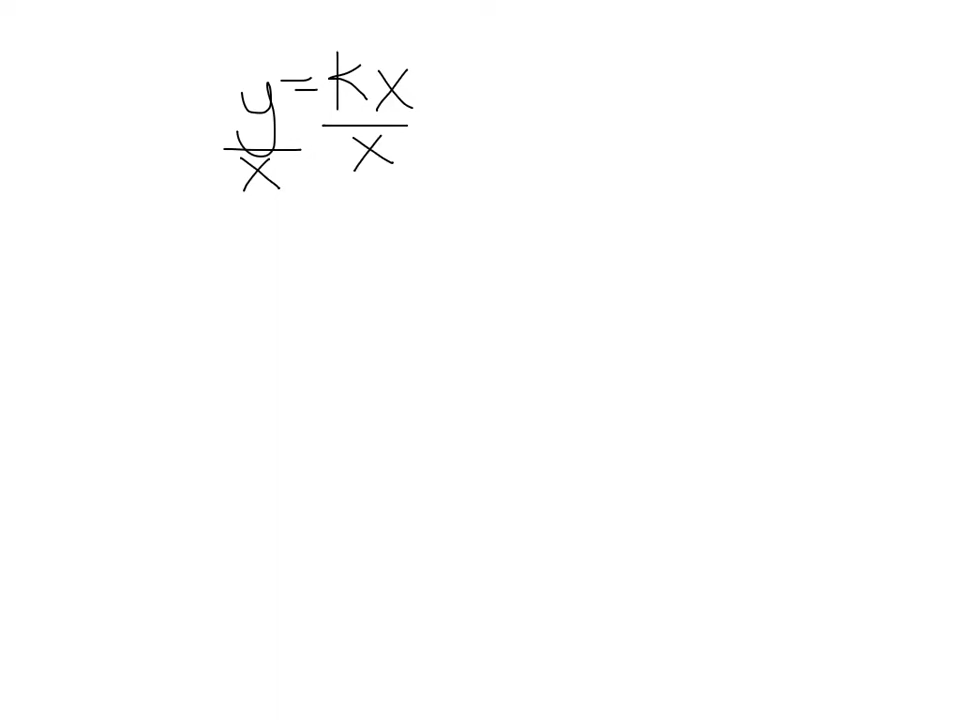 y = kx
x x